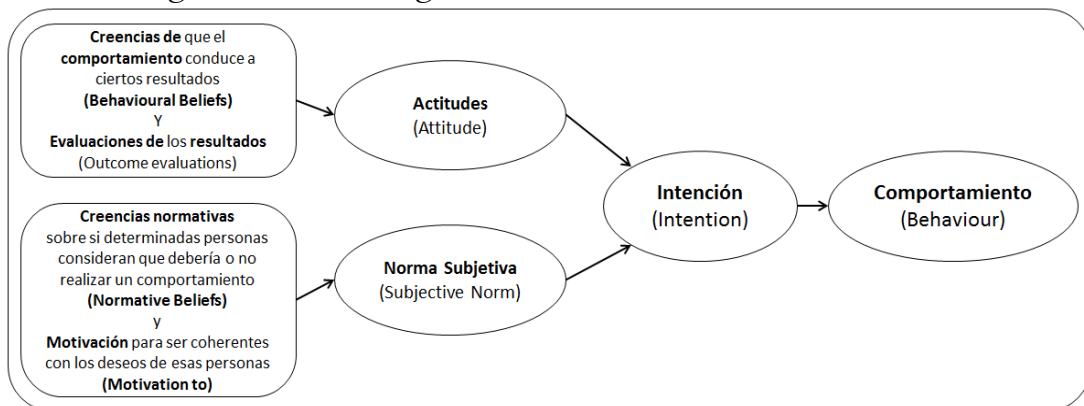 Creencias de que el
comportamiento conduce a
ciertos resultados
(Behavioural Beliefs)
Y
Evaluaciones de los resultados
(Outcome evaluations)
Actitudes
(Attitude)
Creencias normativas
sobre si determinadas personas
consideran que debería o no
realizar un comportamiento
(Normative Beliefs)
y
Motivación para ser coherentes
con los deseos de esas personas
(Motivation to)
Norma Subjetiva
(Subjective Norm)
Intención
(Intention)
Comportamiento
(Behaviour)